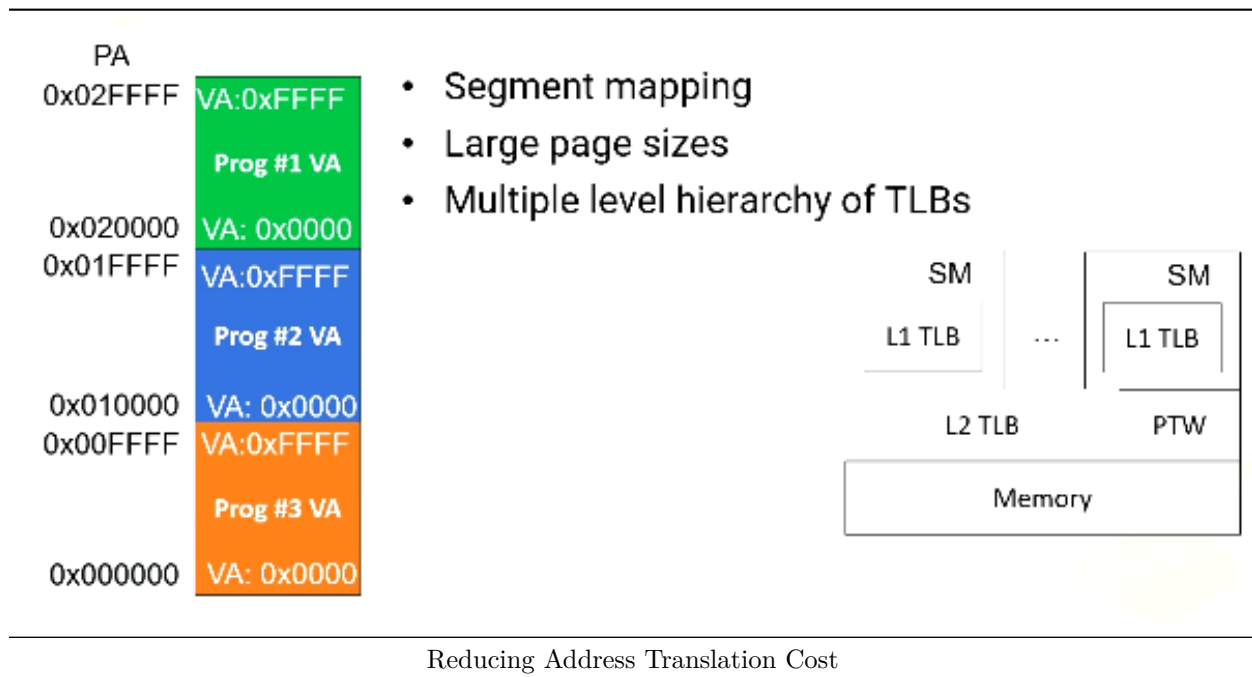 PA
0x02FFFF
VA:0xFFFF
Prog #1 VA
0x020000
VA: 0x0000
0x01FFFF
VA:0xFFFF
Prog #2 VA
0x010000
VA: 0x0000
0x00FFFF
VA:0xFFFF
Prog #3 VA
0x000000
VA: 0x0000
• Segment mapping
• Large page sizes
• Multiple level hierarchy of TLBs
SM
SM
L1 TLB
...
L1 TLB
L2 TLB
PTW
Memory
Reducing Address Translation Cost